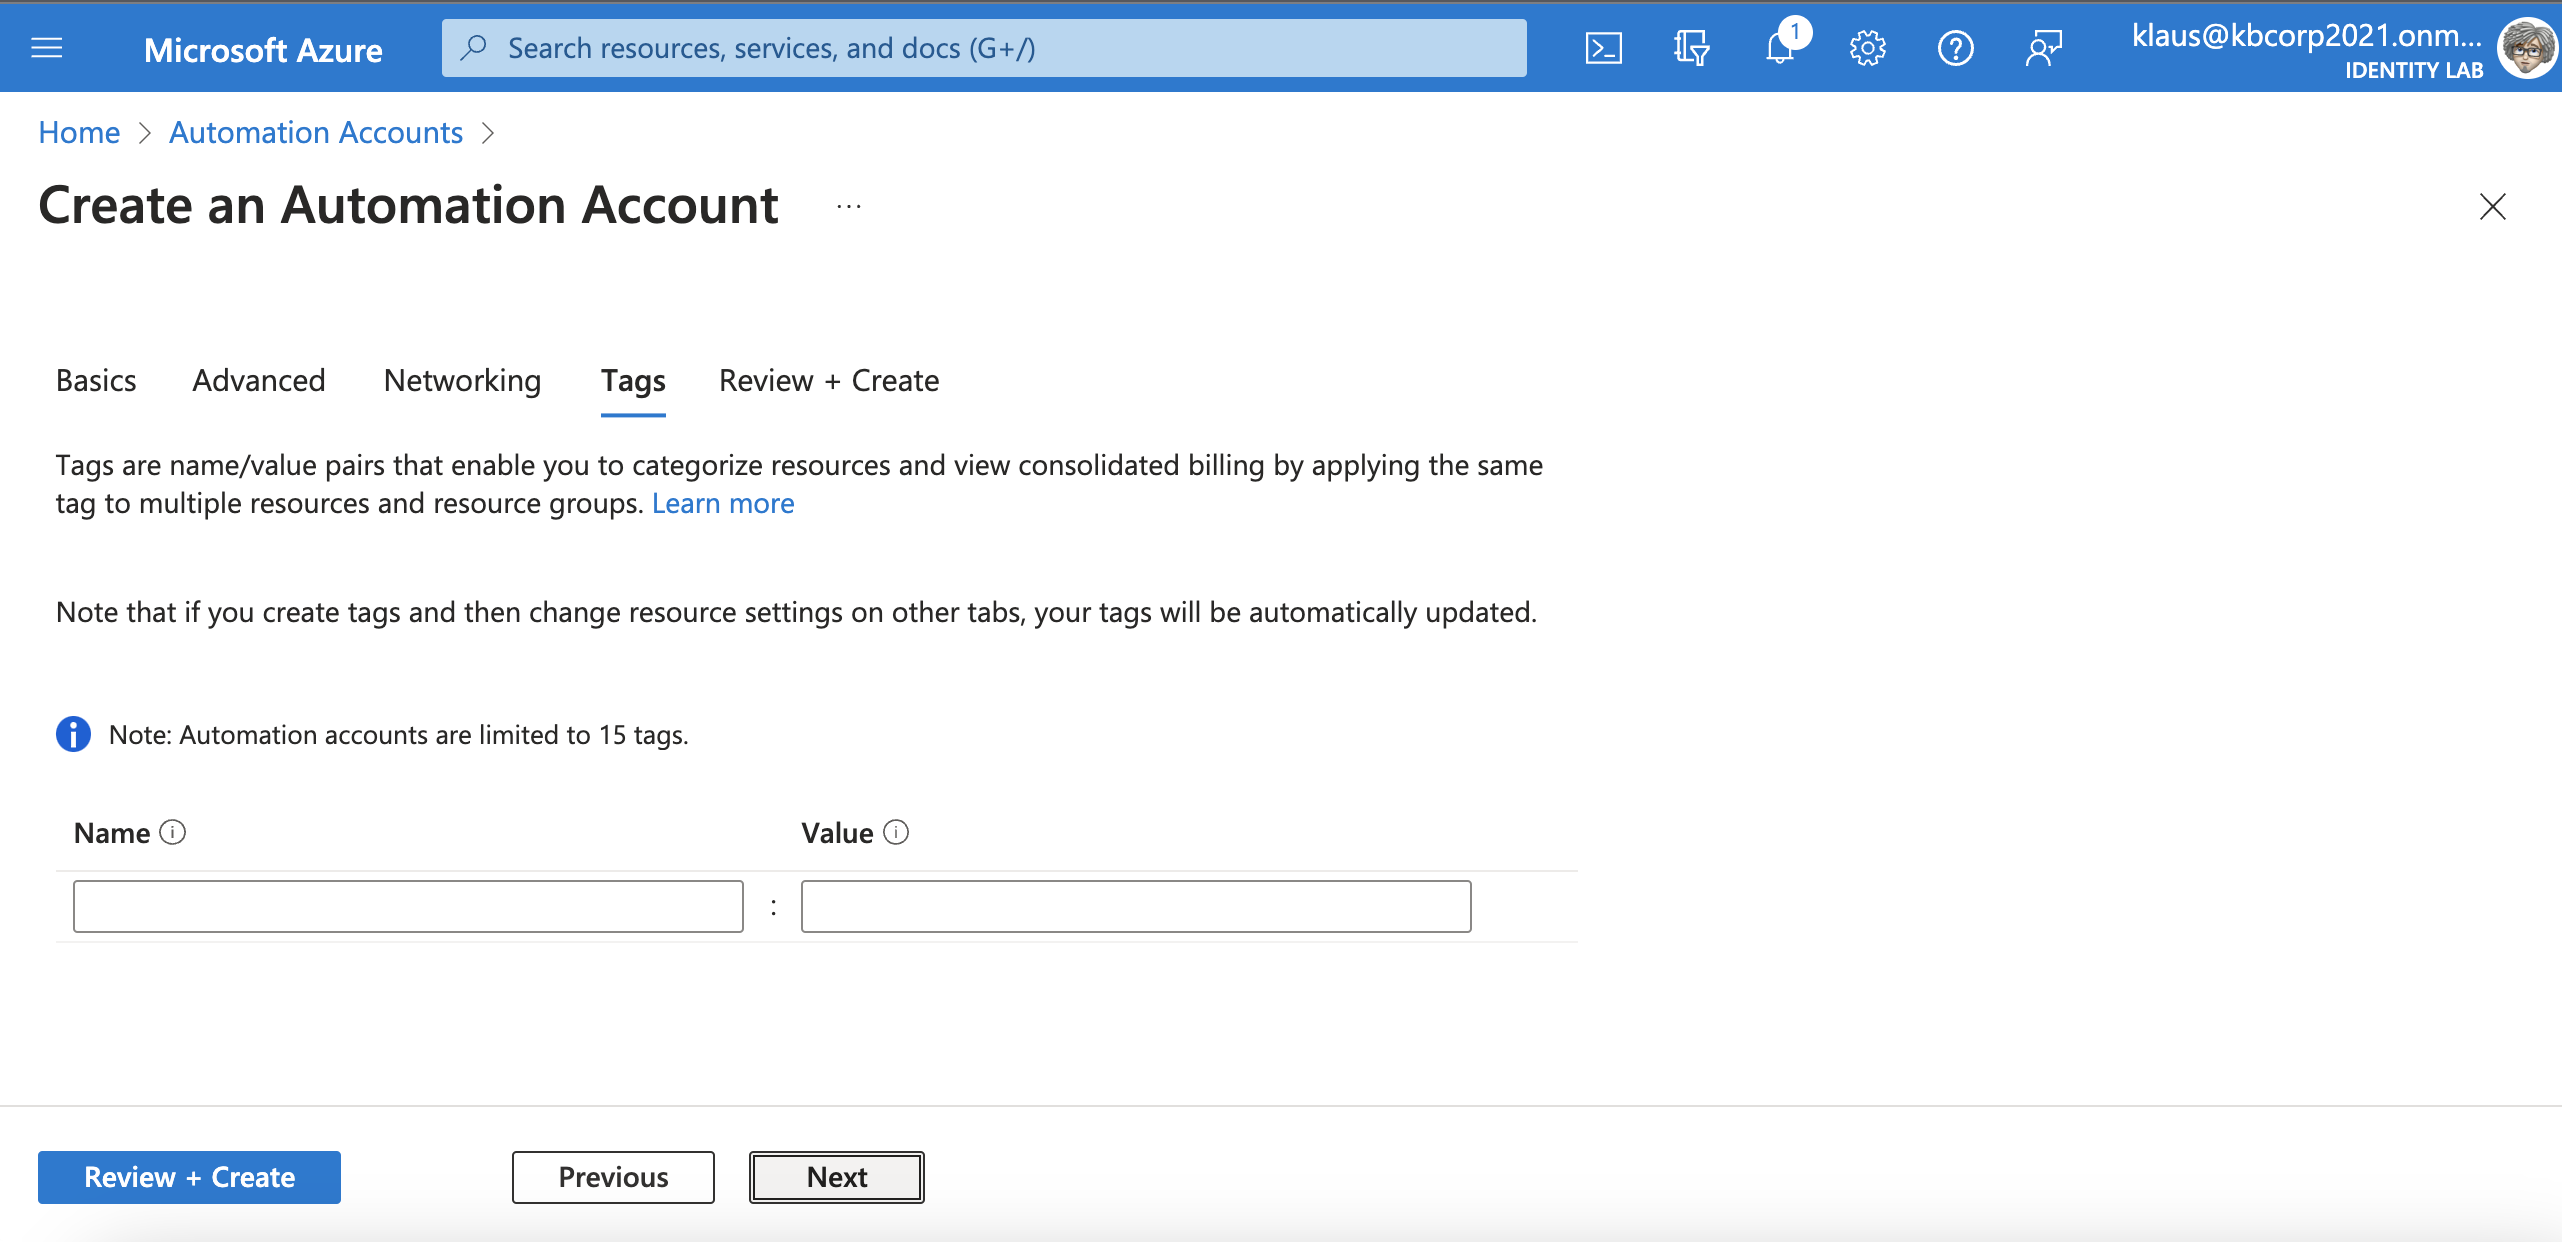 Microsoft Azure
Search resources, services, and docs (G+/)
1
klaus@kbcorp2021.onm...
IDENTITY LAB
Home > Automation Accounts >
Create an Automation Account ...
Basics Advanced Networking Tags Review + Create
Tags are name/value pairs that enable you to categorize resources and view consolidated billing by applying the same
tag to multiple resources and resource groups. Learn more
Note that if you create tags and then change resource settings on other tabs, your tags will be automatically updated.
Note: Automation accounts are limited to 15 tags.
Name Value
:
Review + Create Previous Next